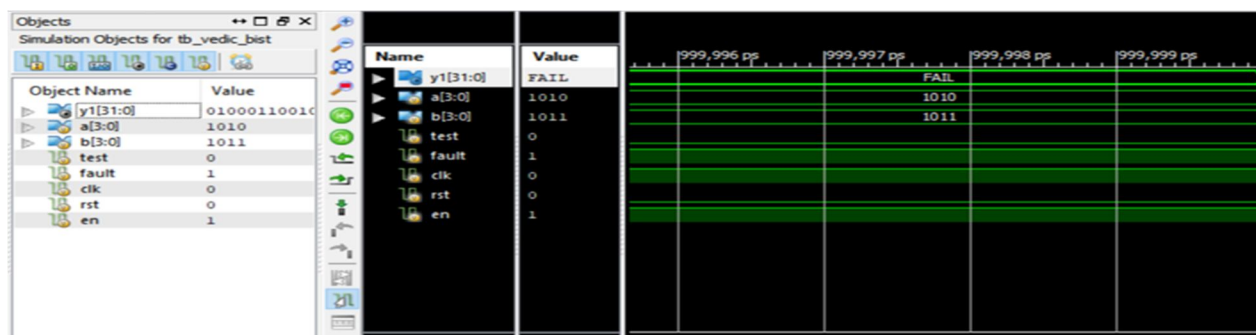 Objects
Simulation Objects for tb_vedic_bist
Object Name Value
y1[31:0] 01000110010
a[3:0] 1010
b[3:0] 1011
test 0
fault 1
clk 0
rst 0
en 1
Name Value
y1[31:0] FAIL
a[3:0] 1010
b[3:0] 1011
test 0
fault 1
clk 0
rst 0
en 1
999,996 ps 999,997 ps 999,998 ps 999,999 ps
FAIL
1010
1011